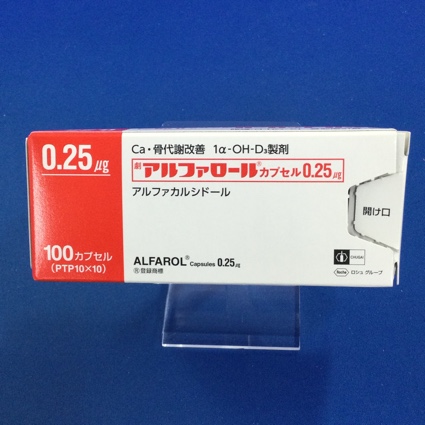 0.25μg
100カプセル
(PTP10×10)
Ca・骨代謝改善 1α-OH-D₃製剤
劇 アルファロール® カプセル0.25μg
アルファカルシドール
ALFAROL® Capsules 0.25μg
®登録商標
開け口
CHUGAI
Roche ロシュ グループ